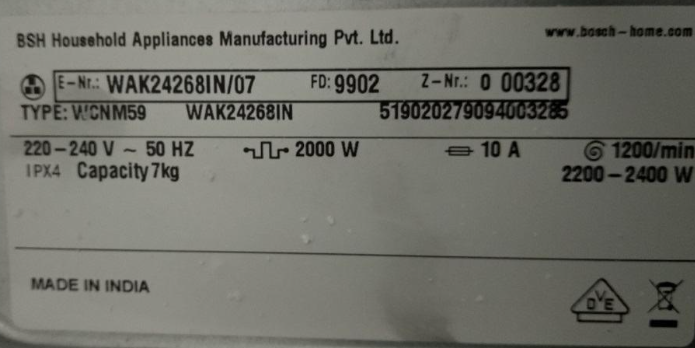 BSH Household Appliances Manufacturing Pvt. Ltd. www.bosch-home.com
E-Nr.: WAK24268IN/07 FD: 9902 Z-Nr.: 0 00328
TYPE: WCNM59 WAK24268IN 519020279094003285
220-240 V ~ 50 HZ 2000 W 10 A 1200/min
IPX4 Capacity 7kg 2200-2400 W
MADE IN INDIA
DVE